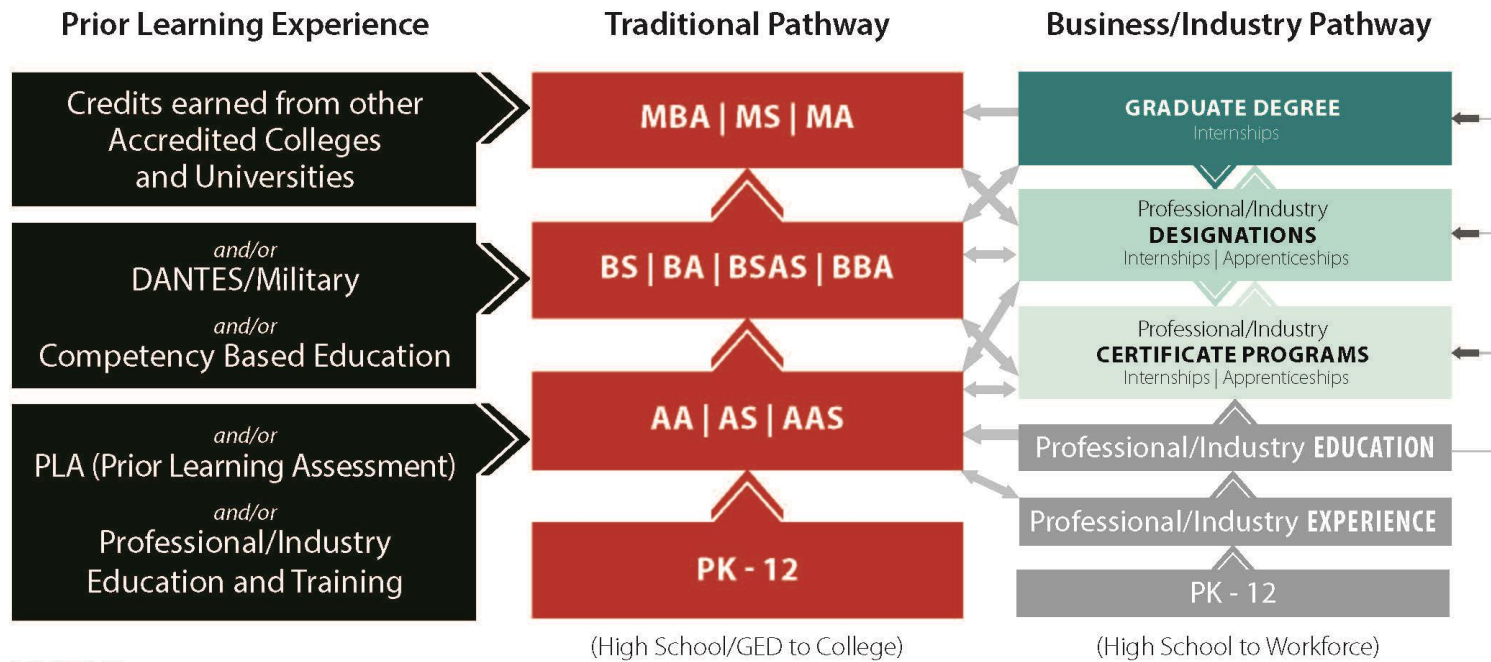 Prior Learning Experience
Credits earned from other
Accredited Colleges
and Universities
and/or
DANTES/Military
and/or
Competency Based Education
and/or
PLA (Prior Learning Assessment)
and/or
Professional/Industry
Education and Training
Traditional Pathway
MBA | MS | MA
BS | BA | BSAS | BBA
AA | AS | AAS
PK - 12
(High School/GED to College)
Business/Industry Pathway
GRADUATE DEGREE
Internships
Professional/Industry
DESIGNATIONS
Internships | Apprenticeships
Professional/Industry
CERTIFICATE PROGRAMS
Internships | Apprenticeships
Professional/Industry EDUCATION
Professional/Industry EXPERIENCE
PK - 12
(High School to Workforce)